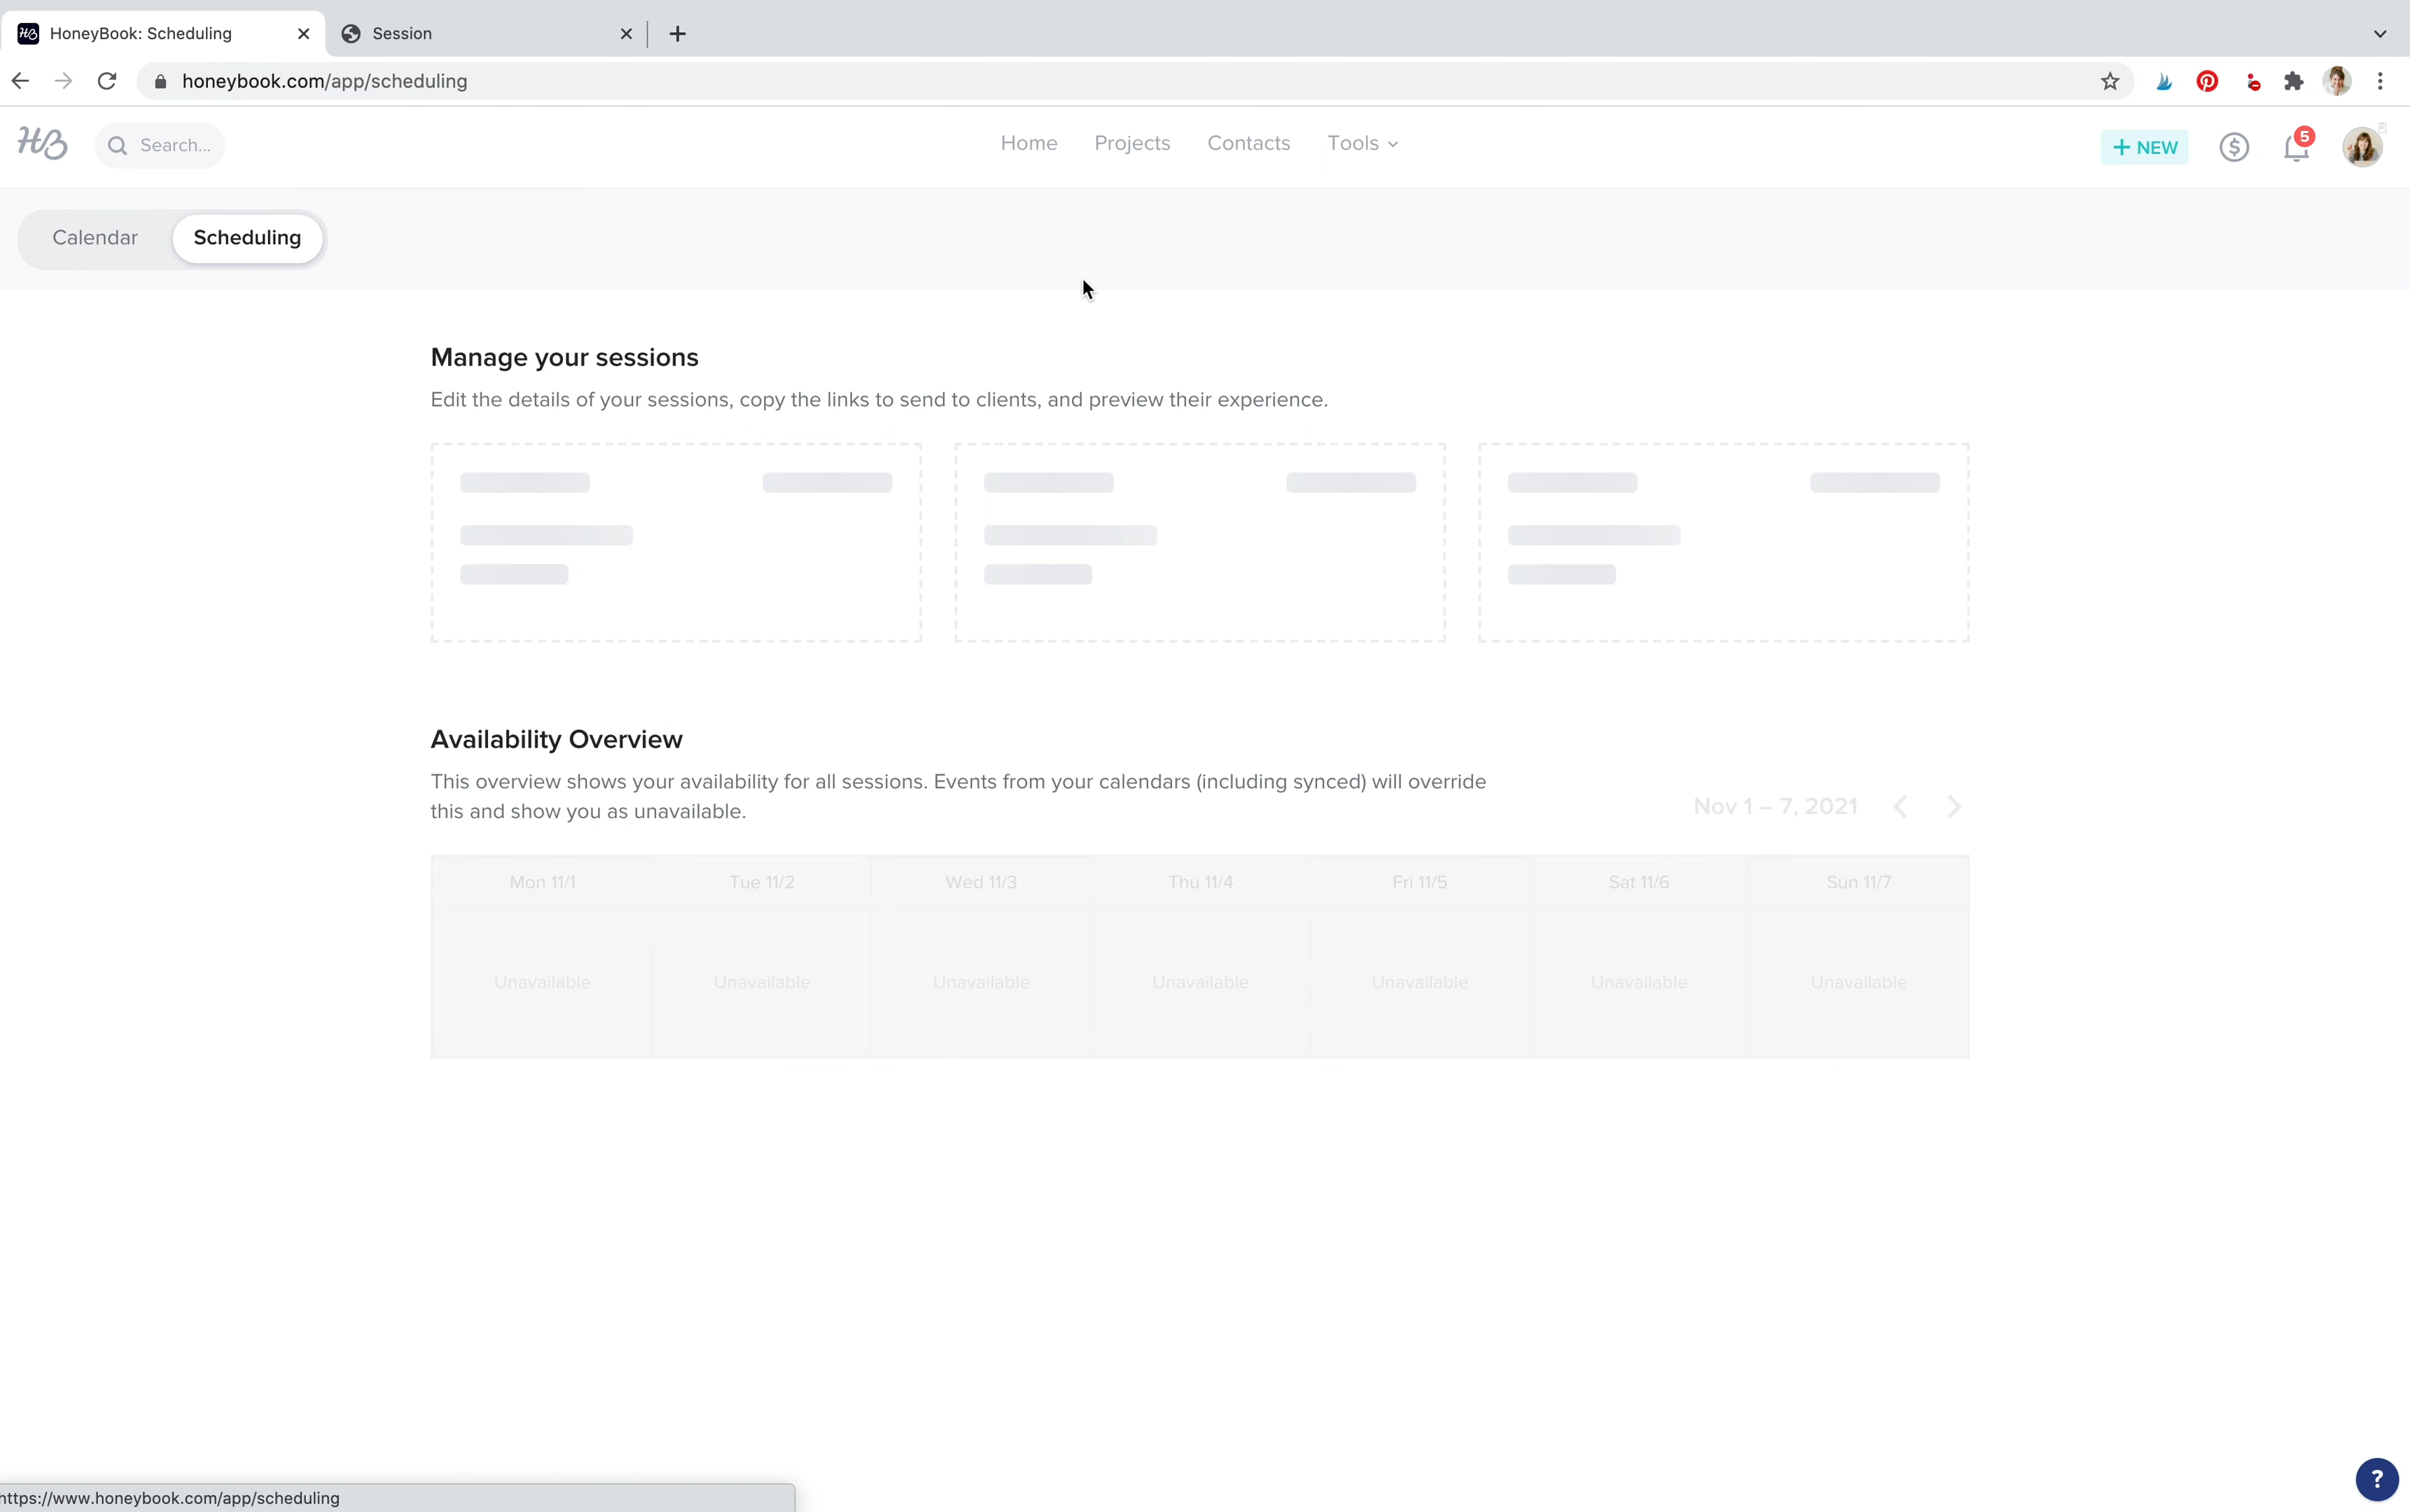 HoneyBook: Scheduling
Session
honeybook.com/app/scheduling
HB
Search...
Home
Projects
Contacts
Tools
+ NEW
$
5
Calendar
Scheduling
Manage your sessions
Edit the details of your sessions, copy the links to send to clients, and preview their experience.
Availability Overview
This overview shows your availability for all sessions. Events from your calendars (including synced) will override
this and show you as unavailable.
Nov 1 – 7, 2021
Mon 11/1
Tue 11/2
Wed 11/3
Thu 11/4
Fri 11/5
Sat 11/6
Sun 11/7
Unavailable
Unavailable
Unavailable
Unavailable
Unavailable
Unavailable
Unavailable
?
https://www.honeybook.com/app/scheduling